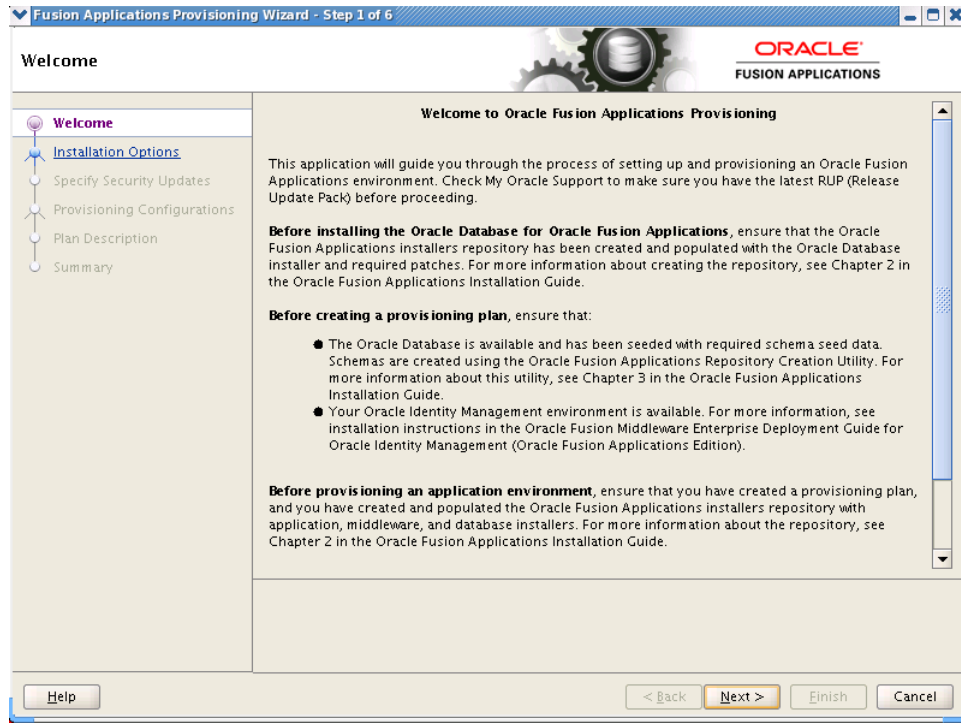 Fusion Applications Provisioning Wizard - Step 1 of 6
Welcome
ORACLE
FUSION APPLICATIONS
Welcome
Installation Options
Specify Security Updates
Provisioning Configurations
Plan Description
Summary
Welcome to Oracle Fusion Applications Provisioning
This application will guide you through the process of setting up and provisioning an Oracle Fusion
Applications environment. Check My Oracle Support to make sure you have the latest RUP (Release
Update Pack) before proceeding.
Before installing the Oracle Database for Oracle Fusion Applications, ensure that the Oracle
Fusion Applications installers repository has been created and populated with the Oracle Database
installer and required patches. For more information about creating the repository, see Chapter 2 in
the Oracle Fusion Applications Installation Guide.
Before creating a provisioning plan, ensure that:
● The Oracle Database is available and has been seeded with required schema seed data.
Schemas are created using the Oracle Fusion Applications Repository Creation Utility. For
more information about this utility, see Chapter 3 in the Oracle Fusion Applications
Installation Guide.
● Your Oracle Identity Management environment is available. For more information, see
installation instructions in the Oracle Fusion Middleware Enterprise Deployment Guide for
Oracle Identity Management (Oracle Fusion Applications Edition).
Before provisioning an application environment, ensure that you have created a provisioning plan,
and you have created and populated the Oracle Fusion Applications installers repository with
application, middleware, and database installers. For more information about the repository, see
Chapter 2 in the Oracle Fusion Applications Installation Guide.
Help
< Back
Next >
Finish
Cancel